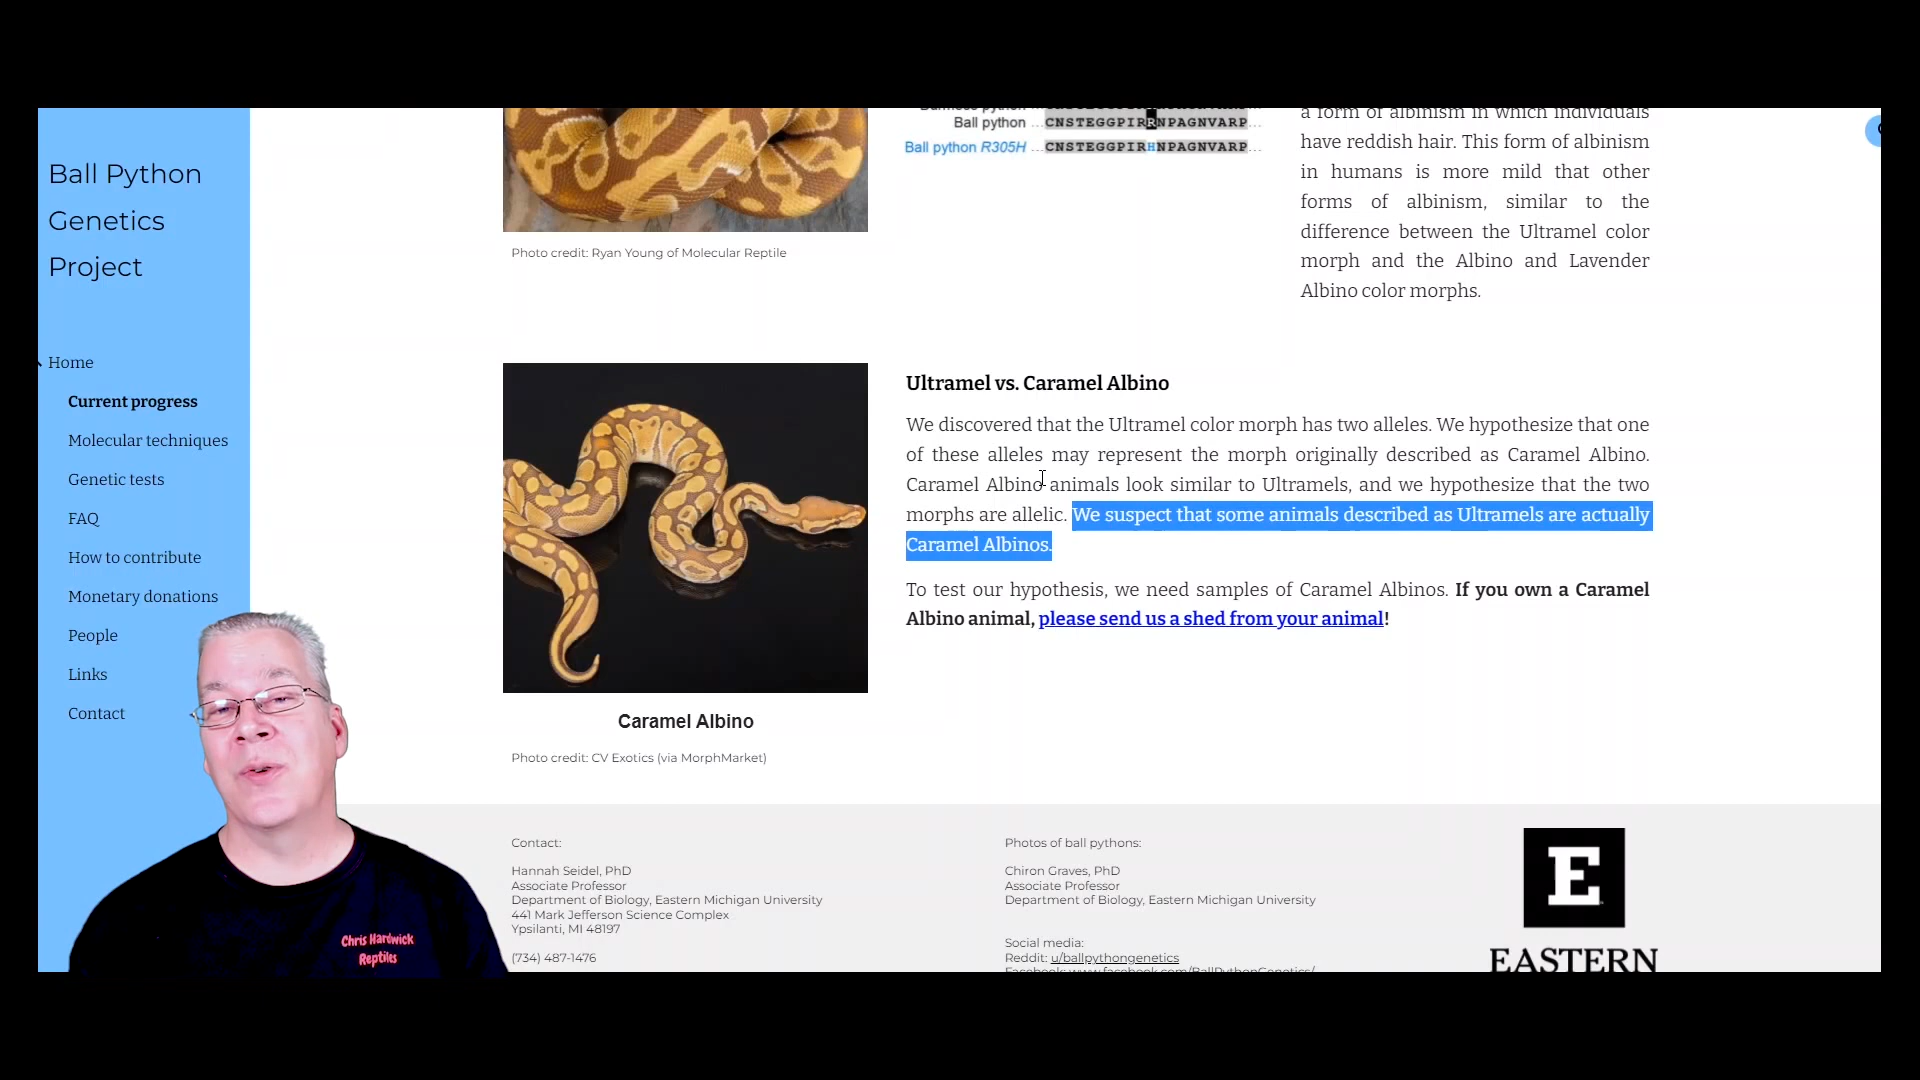 Ball Python
Genetics
Project
Home
Current progress
Molecular techniques
Genetic tests
FAQ
How to contribute
Monetary donations
People
Links
Contact
Photo credit: Ryan Young of Molecular Reptile
Ball python ...CNSTEGGPIRRNPAGNVARP...
Ball python R305H ...CNSTEGGPIRHNPAGNVARP...
a form of albinism in which individuals
have reddish hair. This form of albinism
in humans is more mild that other
forms of albinism, similar to the
difference between the Ultramel color
morph and the Albino and Lavender
Albino color morphs.
Ultramel vs. Caramel Albino
We discovered that the Ultramel color morph has two alleles. We hypothesize that one
of these alleles may represent the morph originally described as Caramel Albino.
Caramel Albino animals look similar to Ultramels, and we hypothesize that the two
morphs are allelic. We suspect that some animals described as Ultramels are actually
Caramel Albinos.
To test our hypothesis, we need samples of Caramel Albinos. If you own a Caramel
Albino animal, please send us a shed from your animal!
Caramel Albino
Photo credit: CV Exotics (via MorphMarket)
Contact:
Hannah Seidel, PhD
Associate Professor
Department of Biology, Eastern Michigan University
441 Mark Jefferson Science Complex
Ypsilanti, MI 48197
(734) 487-1476
Photos of ball pythons:
Chiron Graves, PhD
Associate Professor
Department of Biology, Eastern Michigan University
Social media:
Reddit: u/ballpythongenetics
Facebook: www.facebook.com/BallPythonGenetics/
E
EASTERN
Chris Hardwick
Reptiles